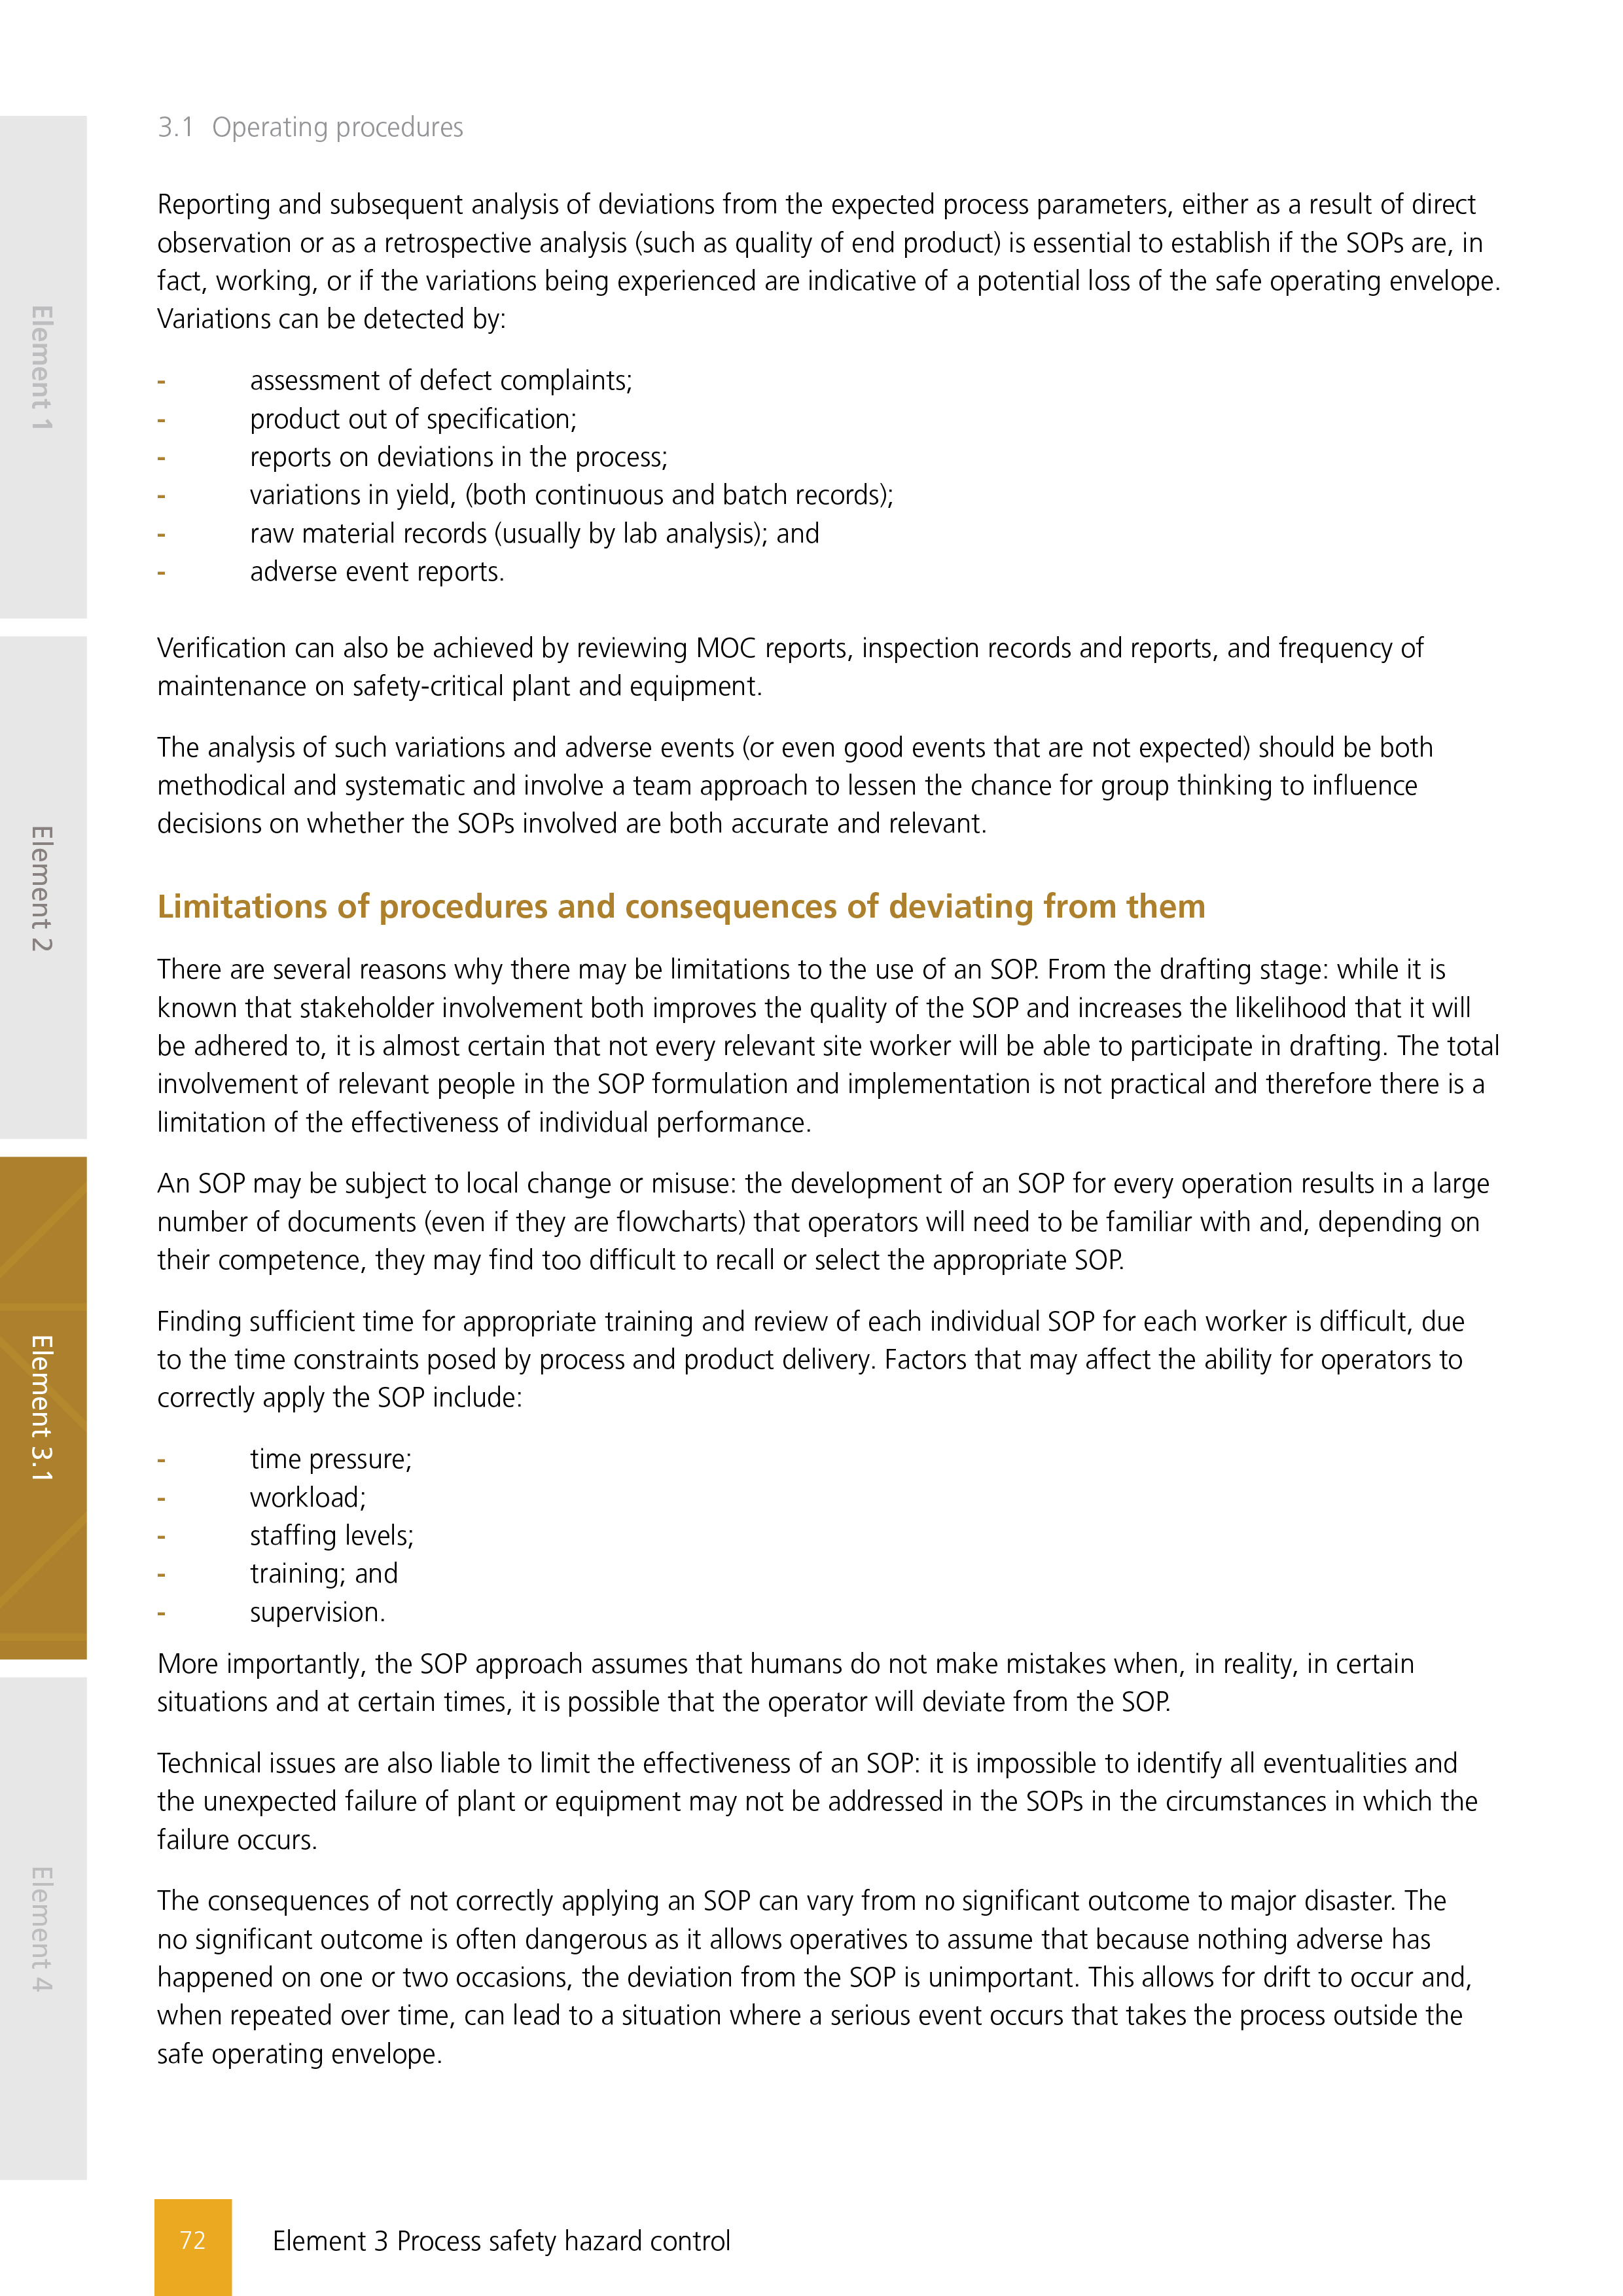 3.1 Operating procedures
Reporting and subsequent analysis of deviations from the expected process parameters, either as a result of direct
observation or as a retrospective analysis (such as quality of end product) is essential to establish if the SOPs are, in
fact, working, or if the variations being experienced are indicative of a potential loss of the safe operating envelope.
Variations can be detected by:
- assessment of defect complaints;
- product out of specification;
- reports on deviations in the process;
- variations in yield, (both continuous and batch records);
- raw material records (usually by lab analysis); and
- adverse event reports.
Verification can also be achieved by reviewing MOC reports, inspection records and reports, and frequency of
maintenance on safety-critical plant and equipment.
The analysis of such variations and adverse events (or even good events that are not expected) should be both
methodical and systematic and involve a team approach to lessen the chance for group thinking to influence
decisions on whether the SOPs involved are both accurate and relevant.
Limitations of procedures and consequences of deviating from them
There are several reasons why there may be limitations to the use of an SOP. From the drafting stage: while it is
known that stakeholder involvement both improves the quality of the SOP and increases the likelihood that it will
be adhered to, it is almost certain that not every relevant site worker will be able to participate in drafting. The total
involvement of relevant people in the SOP formulation and implementation is not practical and therefore there is a
limitation of the effectiveness of individual performance.
An SOP may be subject to local change or misuse: the development of an SOP for every operation results in a large
number of documents (even if they are flowcharts) that operators will need to be familiar with and, depending on
their competence, they may find too difficult to recall or select the appropriate SOP.
Finding sufficient time for appropriate training and review of each individual SOP for each worker is difficult, due
to the time constraints posed by process and product delivery. Factors that may affect the ability for operators to
correctly apply the SOP include:
- time pressure;
- workload;
- staffing levels;
- training; and
- supervision.
More importantly, the SOP approach assumes that humans do not make mistakes when, in reality, in certain
situations and at certain times, it is possible that the operator will deviate from the SOP.
Technical issues are also liable to limit the effectiveness of an SOP: it is impossible to identify all eventualities and
the unexpected failure of plant or equipment may not be addressed in the SOPs in the circumstances in which the
failure occurs.
The consequences of not correctly applying an SOP can vary from no significant outcome to major disaster. The
no significant outcome is often dangerous as it allows operatives to assume that because nothing adverse has
happened on one or two occasions, the deviation from the SOP is unimportant. This allows for drift to occur and,
when repeated over time, can lead to a situation where a serious event occurs that takes the process outside the
safe operating envelope.
Element 1
Element 2
Element 3.1
Element 4
72 Element 3 Process safety hazard control